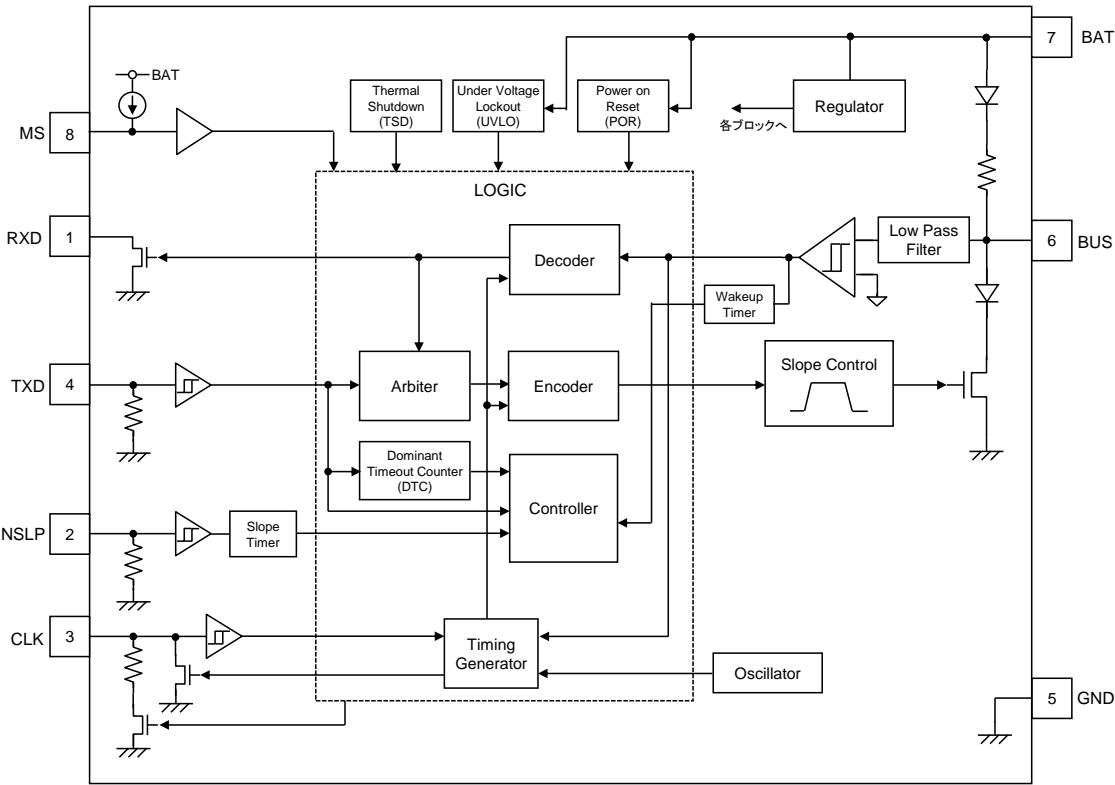 7
BAT
BAT
MS
8
Thermal
Shutdown
(TSD)
Under Voltage
Lockout
(UVLO)
Power on
Reset
(POR)
Regulator
各ブロックへ
LOGIC
RXD
1
Decoder
Low Pass
Filter
6
BUS
Wakeup
Timer
TXD
4
Arbiter
Encoder
Slope Control
Dominant
Timeout Counter
(DTC)
Controller
NSLP
2
Slope
Timer
CLK
3
Timing
Generator
Oscillator
5
GND